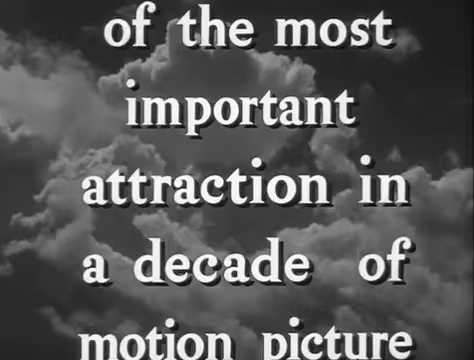 of the most
important
attraction in
a decade of
motion picture